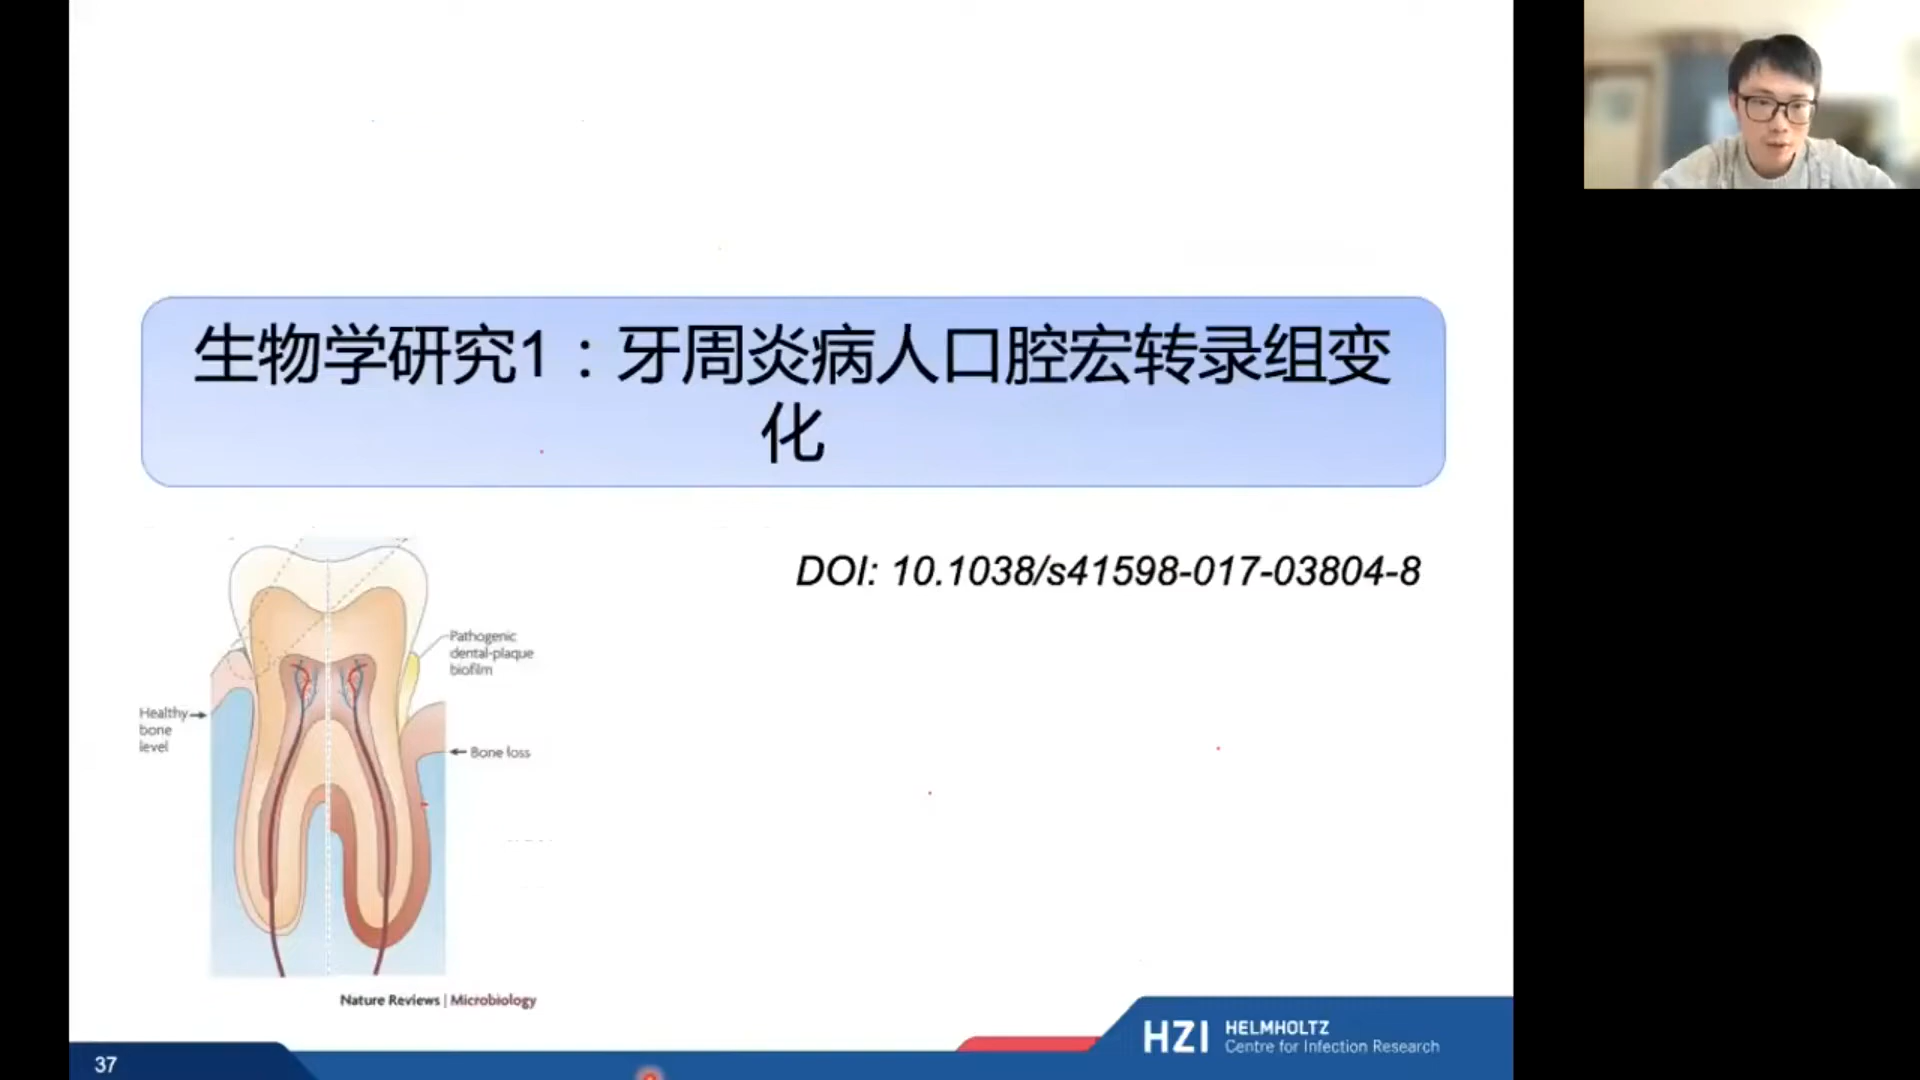 生物学研究1：牙周炎病人口腔宏转录组变
化
DOI: 10.1038/s41598-017-03804-8
Pathogenic
dental-plaque
biofilm
Healthy
bone
level
Bone loss
Nature Reviews | Microbiology
HZI HELMHOLTZ
Centre for Infection Research
37